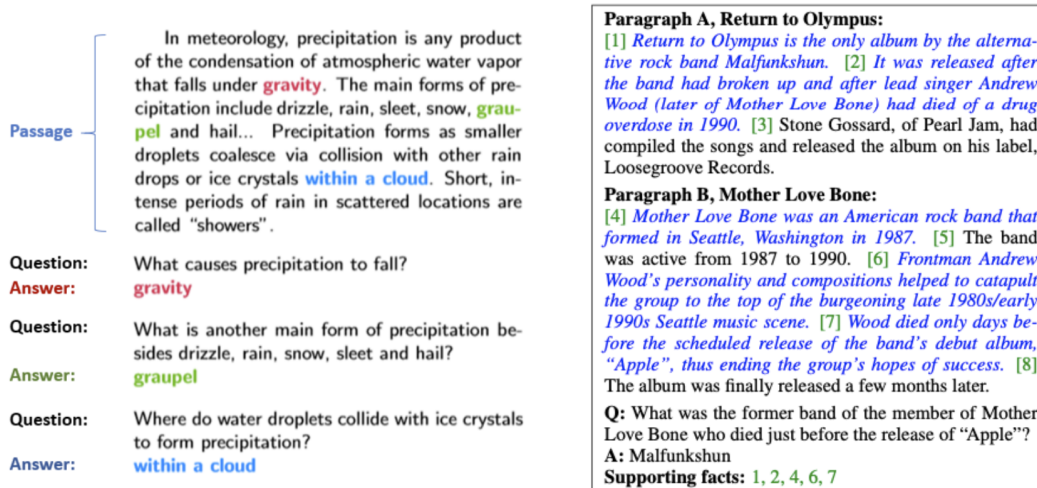 In meteorology, precipitation is any product
of the condensation of atmospheric water vapor
that falls under gravity. The main forms of pre-
cipitation include drizzle, rain, sleet, snow, grau-
Passage
pel and hail... Precipitation forms as smaller
droplets coalesce via collision with other rain
drops or ice crystals within a cloud. Short, in-
tense periods of rain in scattered locations are
called "showers".
Question: What causes precipitation to fall?
Answer: gravity
Question: What is another main form of precipitation be-
sides drizzle, rain, snow, sleet and hail?
Answer: graupel
Question: Where do water droplets collide with ice crystals
to form precipitation?
Answer: within a cloud
Paragraph A, Return to Olympus:
[1] Return to Olympus is the only album by the alterna-
tive rock band Malfunkshun. [2] It was released after
the band had broken up and after lead singer Andrew
Wood (later of Mother Love Bone) had died of a drug
overdose in 1990. [3] Stone Gossard, of Pearl Jam, had
compiled the songs and released the album on his label,
Loosegroove Records.
Paragraph B, Mother Love Bone:
[4] Mother Love Bone was an American rock band that
formed in Seattle, Washington in 1987. [5] The band
was active from 1987 to 1990. [6] Frontman Andrew
Wood's personality and compositions helped to catapult
the group to the top of the burgeoning late 1980s/early
1990s Seattle music scene. [7] Wood died only days be-
fore the scheduled release of the band's debut album,
"Apple", thus ending the group's hopes of success. [8]
The album was finally released a few months later.
Q: What was the former band of the member of Mother
Love Bone who died just before the release of "Apple"?
A: Malfunkshun
Supporting facts: 1, 2, 4, 6, 7